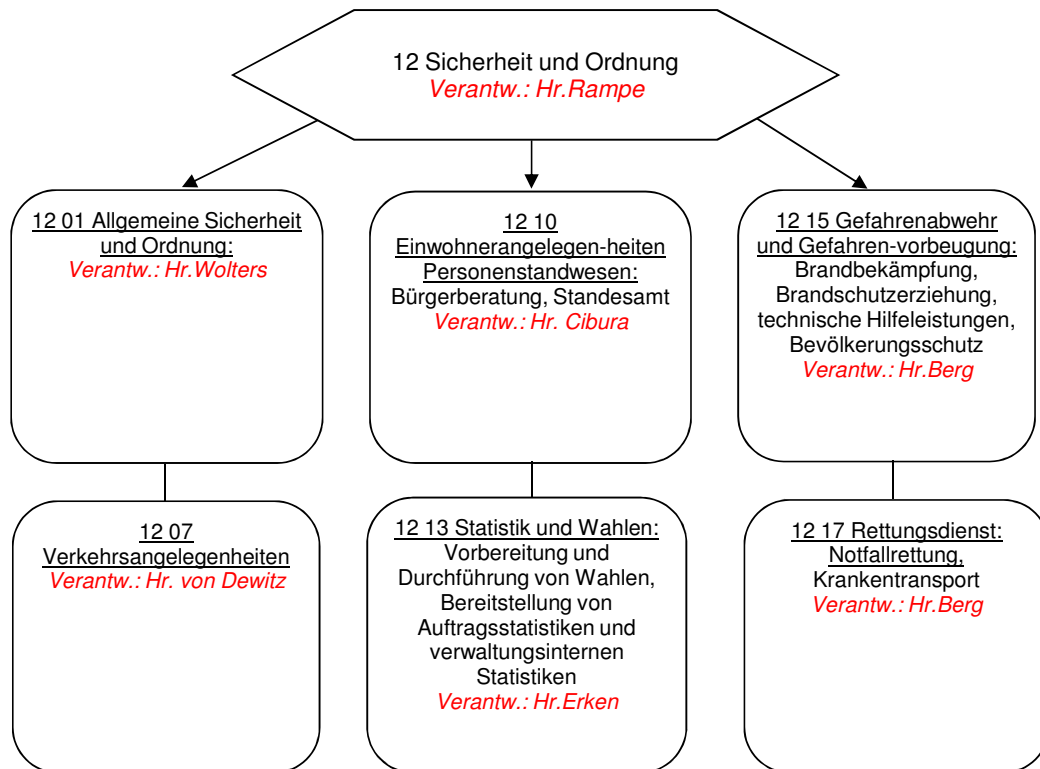 12 Sicherheit und Ordnung
Verantw.: Hr.Rampe
12 01 Allgemeine Sicherheit
und Ordnung:
Verantw.: Hr.Wolters
12 10
Einwohnerangelegen-heiten
Personenstandwesen:
Bürgerberatung, Standesamt
Verantw.: Hr. Cibura
12 15 Gefahrenabwehr
und Gefahren-vorbeugung:
Brandbekämpfung,
Brandschutzerziehung,
technische Hilfeleistungen,
Bevölkerungsschutz
Verantw.: Hr.Berg
12 07
Verkehrsangelegenheiten
Verantw.: Hr. von Dewitz
12 13 Statistik und Wahlen:
Vorbereitung und
Durchführung von Wahlen,
Bereitstellung von
Auftragsstatistiken und
verwaltungsinternen
Statistiken
Verantw.: Hr.Erken
12 17 Rettungsdienst:
Notfallrettung,
Krankentransport
Verantw.: Hr.Berg